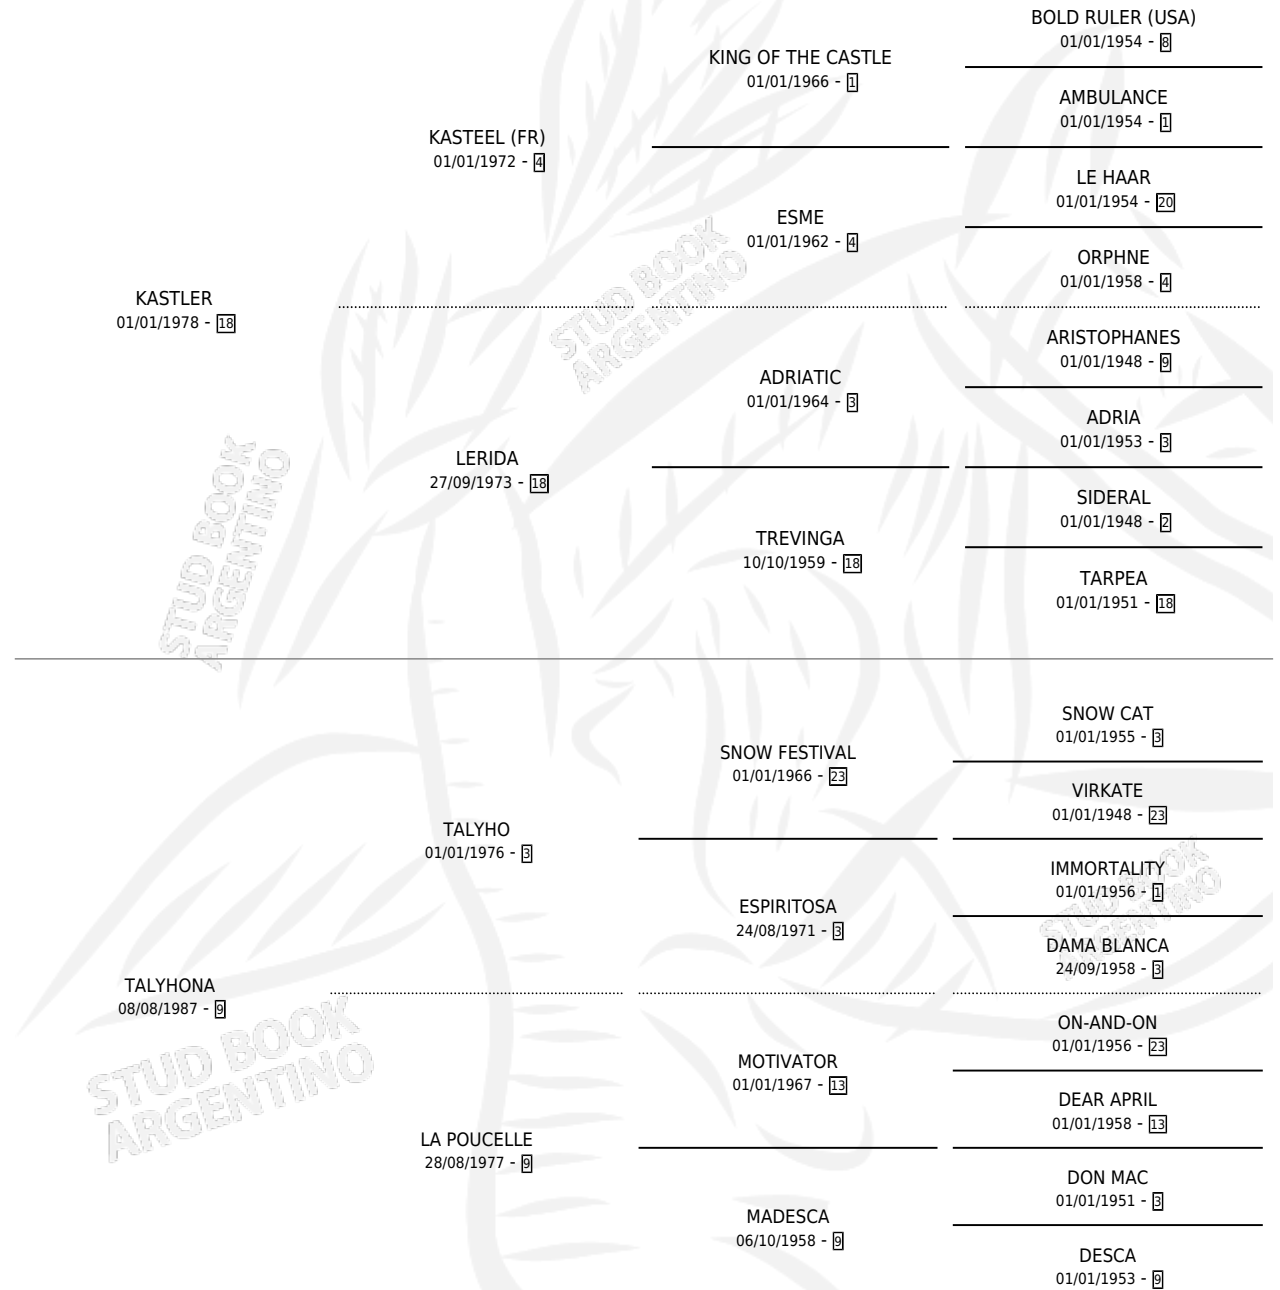 BOLD RULER (USA)
01/01/1954 - 8
KING OF THE CASTLE
01/01/1966 - 1
AMBULANCE
01/01/1954 - 1
KASTEEL (FR)
01/01/1972 - 4
LE HAAR
01/01/1954 - 20
ESME
01/01/1962 - 4
ORPHNE
01/01/1958 - 4
KASTLER
01/01/1978 - 18
ARISTOPHANES
01/01/1948 - 9
ADRIATIC
01/01/1964 - 3
ADRIA
01/01/1953 - 3
LERIDA
27/09/1973 - 18
SIDERAL
01/01/1948 - 2
TREVINGA
10/10/1959 - 18
TARPEA
01/01/1951 - 18
SNOW CAT
01/01/1955 - 3
SNOW FESTIVAL
01/01/1966 - 23
VIRKATE
01/01/1948 - 23
TALYHO
01/01/1976 - 3
IMMORTALITY
01/01/1956 - 1
ESPIRITOSA
24/08/1971 - 3
DAMA BLANCA
24/09/1958 - 3
TALYHONA
08/08/1987 - 9
ON-AND-ON
01/01/1956 - 23
MOTIVATOR
01/01/1967 - 13
DEAR APRIL
01/01/1958 - 13
LA POUCELLE
28/08/1977 - 9
DON MAC
01/01/1951 - 3
MADESCA
06/10/1958 - 9
DESCA
01/01/1953 - 9
STUD BOOK
ARGENTINO
STUD BOOK
ARGENTINO
STUD BOOK
ARGENTINO
STUD BOOK
ARGENTINO